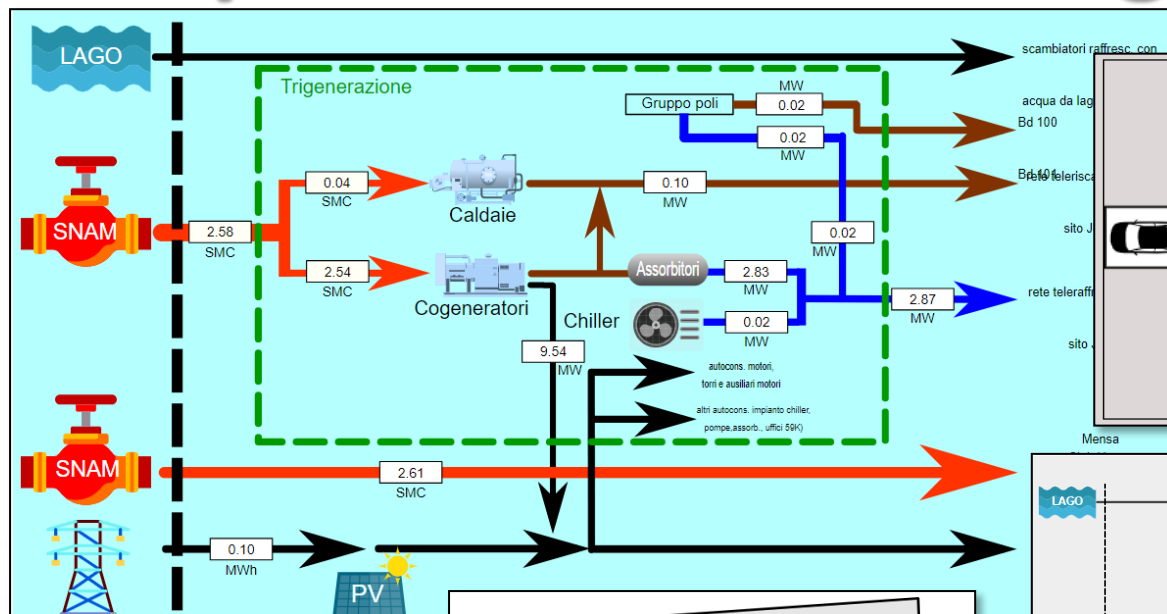 LAGO
scambiatori raffresc. con
Trigenerazione
MW
Gruppo poli
0.02
acqua da lag
Bd 100
0.02
MW
0.04
SMC
Caldaie
0.10
MW
SNAM
2.58
SMC
0.02
MW
sito J
2.54
SMC
Cogeneratori
Assorbitori
2.83
MW
Chiller
0.02
MW
2.87
MW
rete teleraffr
sito J
9.54
MW
autocons. motori,
torri e ausiliari motori
altri autocons. impianto chiller,
pompe,assorb., uffici 59K)
Mensa
SNAM
2.61
SMC
LAGO
0.10
MWh
PV